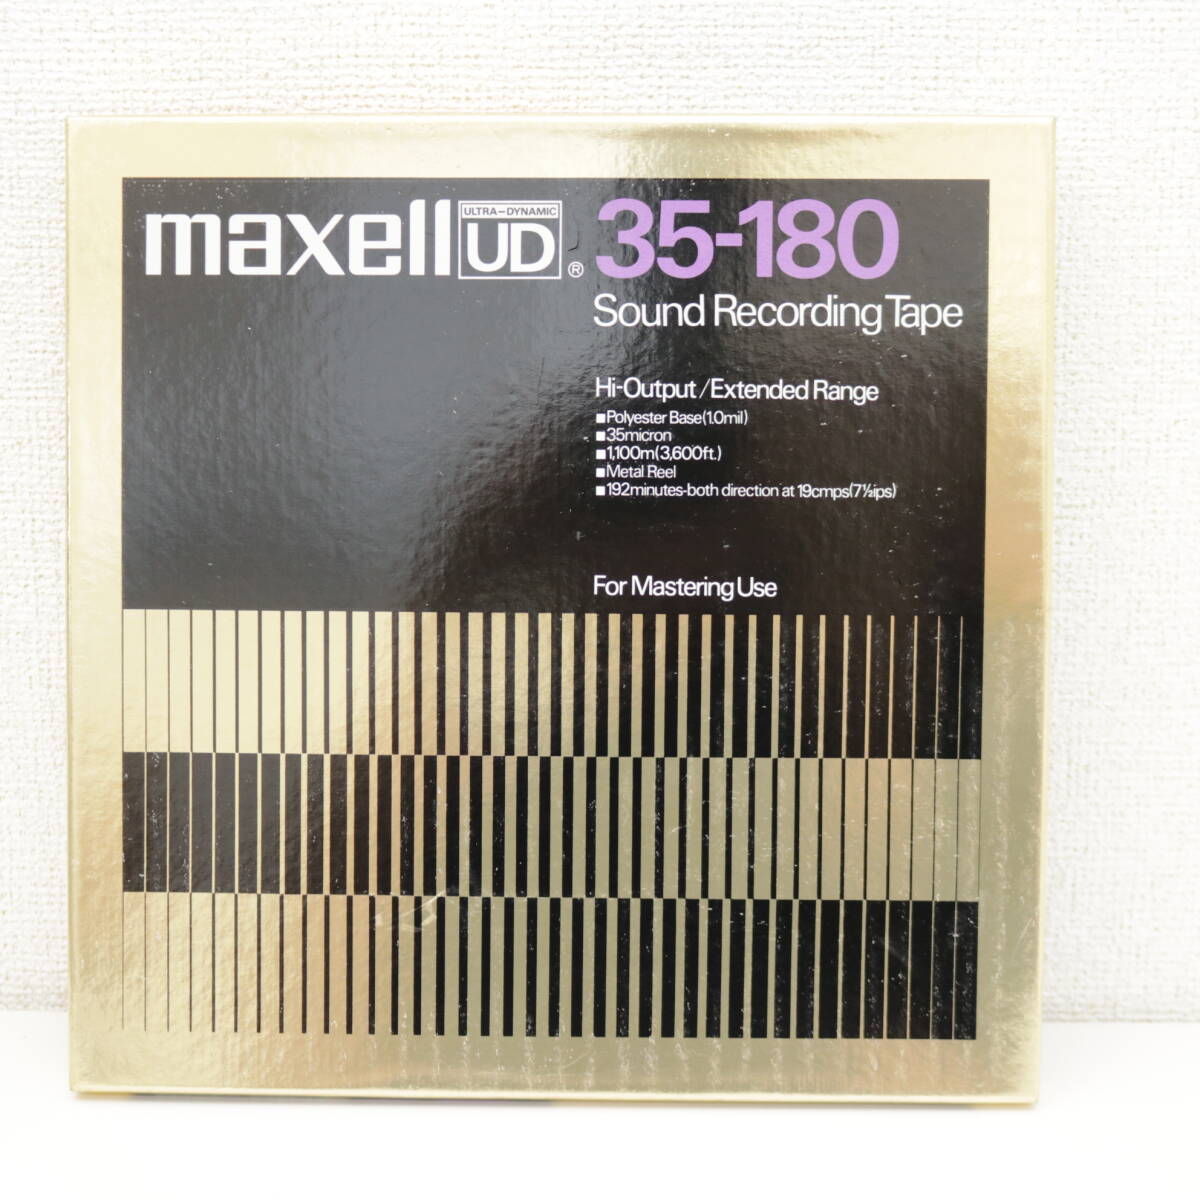 maxell ULTRA-DYNAMIC UD ® 35-180
Sound Recording Tape
Hi-Output/Extended Range
■Polyester Base(1.0mil)
■35micron
■1,100m(3,600ft.)
■Metal Reel
■192minutes-both direction at 19cmps(7½ips)
For Mastering Use